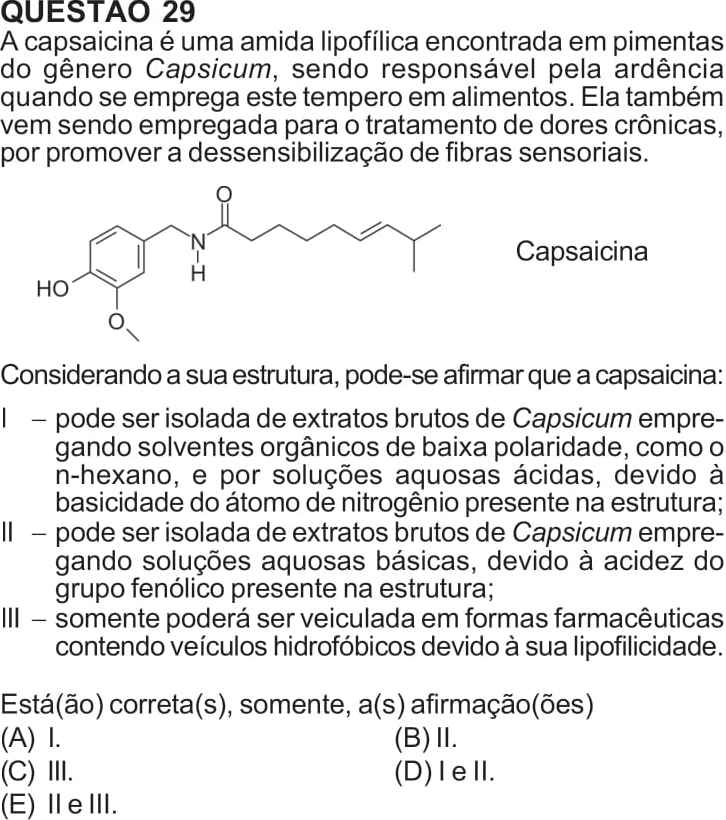 QUESTÃO 29
A capsaicina é uma amida lipofílica encontrada em pimentas
do gênero Capsicum, sendo responsável pela ardência
quando se emprega este tempero em alimentos. Ela também
vem sendo empregada para o tratamento de dores crônicas,
por promover a dessensibilização de fibras sensoriais.
O
N
H
HO
O
Capsaicina
Considerando a sua estrutura, pode-se afirmar que a capsaicina:
I – pode ser isolada de extratos brutos de Capsicum empre-
gando solventes orgânicos de baixa polaridade, como o
n-hexano, e por soluções aquosas ácidas, devido à
basicidade do átomo de nitrogênio presente na estrutura;
II – pode ser isolada de extratos brutos de Capsicum empre-
gando soluções aquosas básicas, devido à acidez do
grupo fenólico presente na estrutura;
III – somente poderá ser veiculada em formas farmacêuticas
contendo veículos hidrofóbicos devido à sua lipofilicidade.
Está(ão) correta(s), somente, a(s) afirmação(ões)
(A) I.
(B) II.
(C) III.
(D) I e II.
(E) II e III.